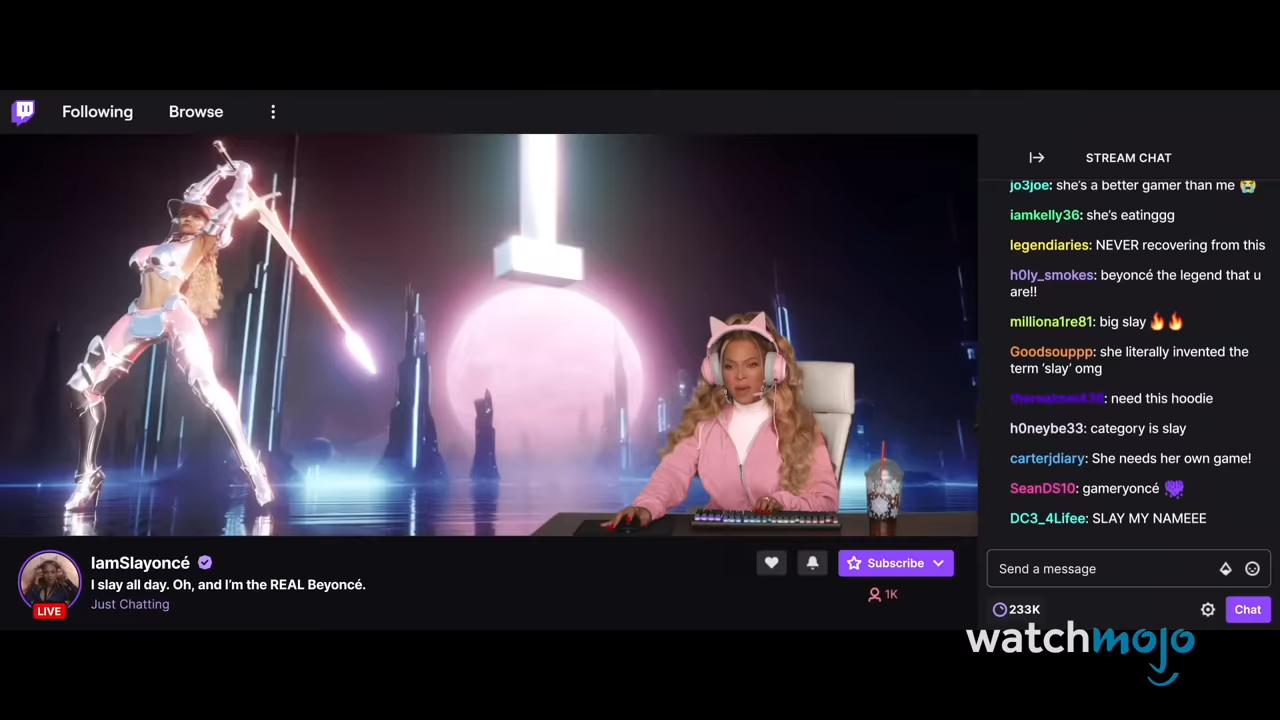 Following
Browse
STREAM CHAT
jo3joe: she's a better gamer than me 😭
iamkelly36: she's eatinggg
legendiaries: NEVER recovering from this
h0ly_smokes: beyoncé the legend that u
are!!
milliona1re81: big slay 🔥🔥
Goodsouppp: she literally invented the
term 'slay' omg
: need this hoodie
h0neybe33: category is slay
carterjdiary: She needs her own game!
SeanDS10: gameryoncé 💜
DC3_4Lifee: SLAY MY NAMEEE
IamSlayoncé
I slay all day. Oh, and I'm the REAL Beyoncé.
Just Chatting
LIVE
Subscribe
1K
Send a message
233K
Chat
watchmojo